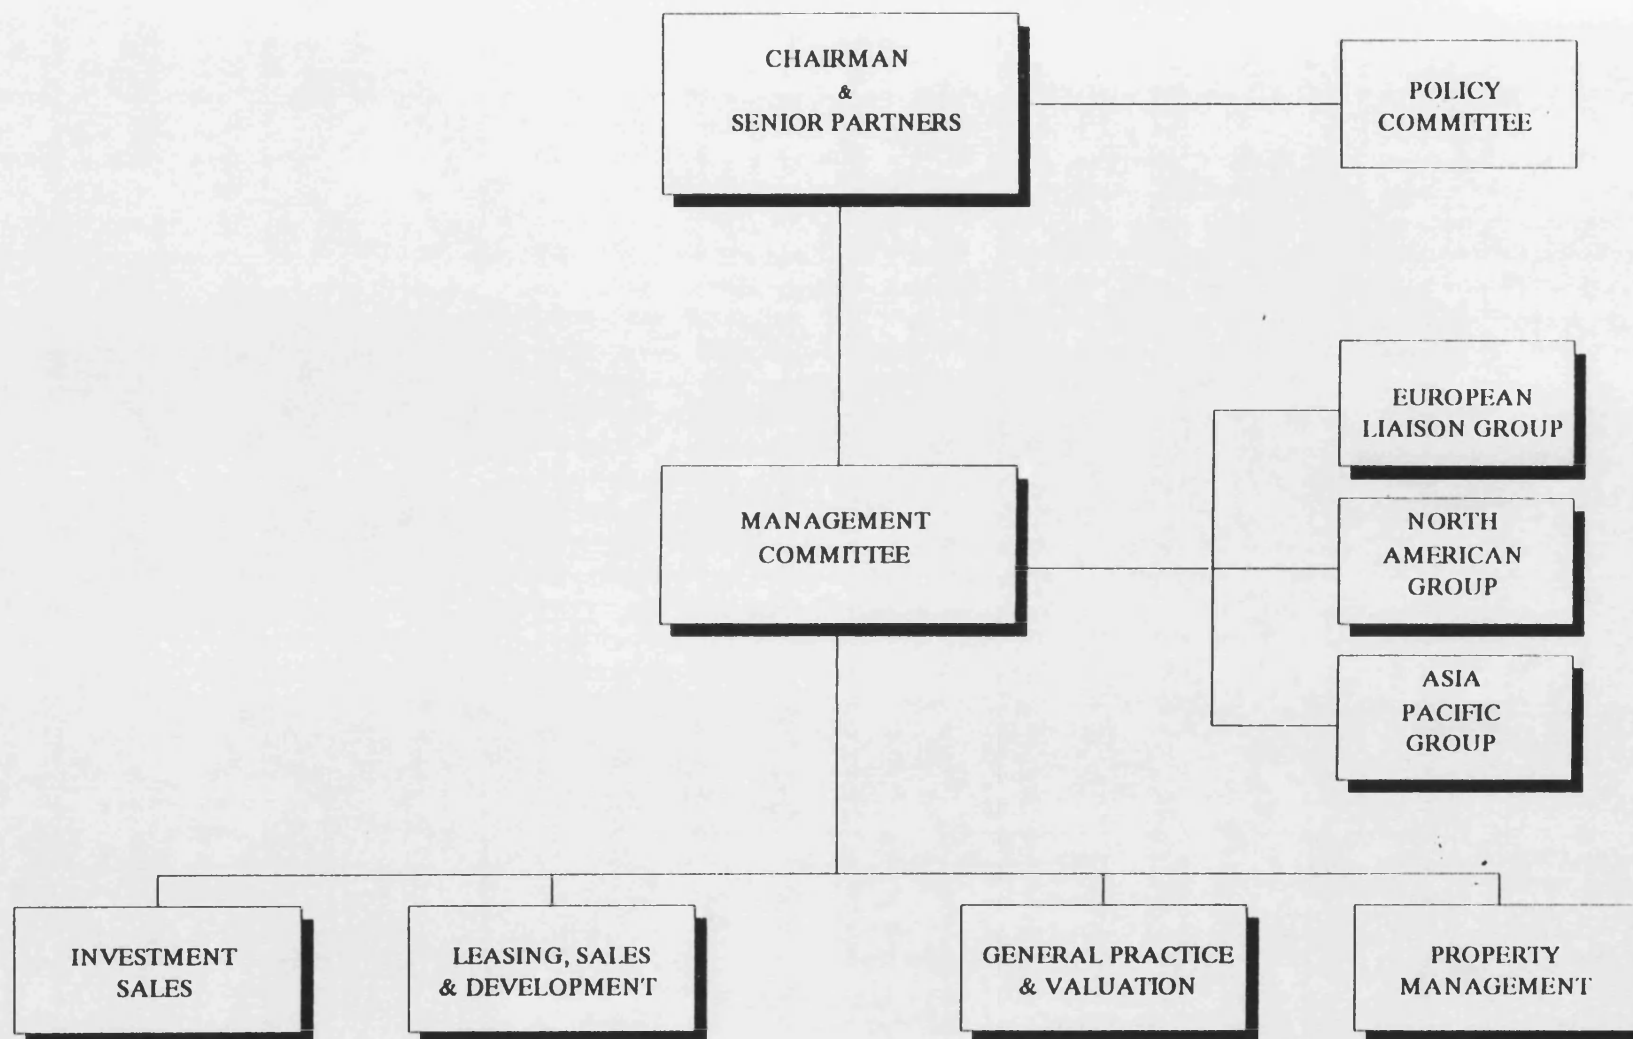 CHAIRMAN
&
SENIOR PARTNERS
POLICY
COMMITTEE
EUROPEAN
LIAISON GROUP
MANAGEMENT
COMMITTEE
NORTH
AMERICAN
GROUP
ASIA
PACIFIC
GROUP
INVESTMENT
SALES
LEASING, SALES
& DEVELOPMENT
GENERAL PRACTICE
& VALUATION
PROPERTY
MANAGEMENT